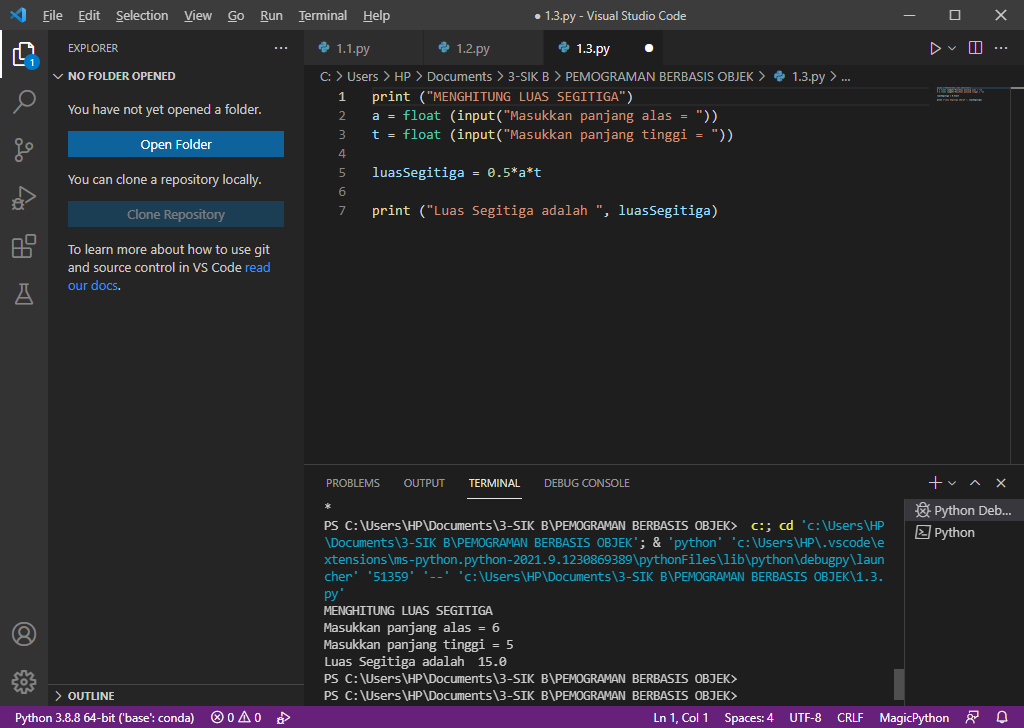 File Edit Selection View Go Run Terminal Help ● 1.3.py - Visual Studio Code
EXPLORER
1
NO FOLDER OPENED
You have not yet opened a folder.
Open Folder
You can clone a repository locally.
Clone Repository
To learn more about how to use git
and source control in VS Code read
our docs.
OUTLINE
1.1.py 1.2.py 1.3.py
C: > Users > HP > Documents > 3-SIK B > PEMOGRAMAN BERBASIS OBJEK > 1.3.py > ...
1 print ("MENGHITUNG LUAS SEGITIGA")
2 a = float (input("Masukkan panjang alas = "))
3 t = float (input("Masukkan panjang tinggi = "))
4
5 luasSegitiga = 0.5*a*t
6
7 print ("Luas Segitiga adalah ", luasSegitiga)
PROBLEMS OUTPUT TERMINAL DEBUG CONSOLE
*
PS C:\Users\HP\Documents\3-SIK B\PEMOGRAMAN BERBASIS OBJEK>  c:; cd 'c:\Users\HP
\Documents\3-SIK B\PEMOGRAMAN BERBASIS OBJEK'; & 'python' 'c:\Users\HP\.vscode\e
xtensions\ms-python.python-2021.9.1230869389\pythonFiles\lib\python\debugpy\laun
cher' '51359' '--' 'c:\Users\HP\Documents\3-SIK B\PEMOGRAMAN BERBASIS OBJEK\1.3.
py'
MENGHITUNG LUAS SEGITIGA
Masukkan panjang alas = 6
Masukkan panjang tinggi = 5
Luas Segitiga adalah  15.0
PS C:\Users\HP\Documents\3-SIK B\PEMOGRAMAN BERBASIS OBJEK>
PS C:\Users\HP\Documents\3-SIK B\PEMOGRAMAN BERBASIS OBJEK>
Python Deb...
Python
Python 3.8.8 64-bit ('base': conda) 0 0 Ln 1, Col 1 Spaces: 4 UTF-8 CRLF MagicPython